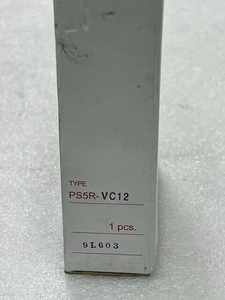 TYPE
PS5R-VC12
1 pcs.
9L603